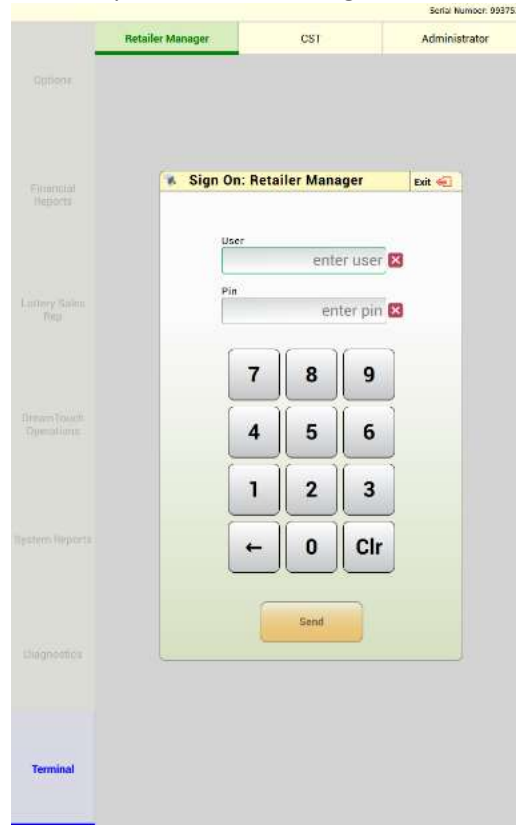 Serial Number: 99375
Retailer Manager
CST
Administrator
Options
Financial
Reports
Lottery Sales
Rep
DreamTouch
Operations
System Reports
Diagnostics
Terminal
Sign On: Retailer Manager
Exit
User
enter user
Pin
enter pin
7 8 9
4 5 6
1 2 3
← 0 Clr
Send